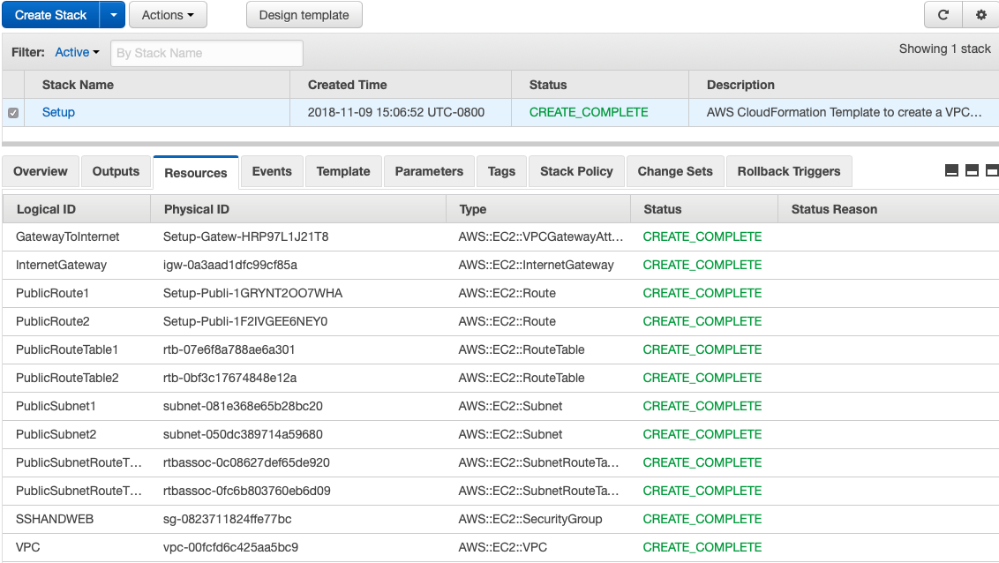 Create Stack Actions Design template
Filter: Active By Stack Name Showing 1 stack
Stack Name Created Time Status Description
Setup 2018-11-09 15:06:52 UTC-0800 CREATE_COMPLETE AWS CloudFormation Template to create a VPC…
Overview Outputs Resources Events Template Parameters Tags Stack Policy Change Sets Rollback Triggers
Logical ID Physical ID Type Status Status Reason
GatewayToInternet Setup-Gatew-HRP97L1J21T8 AWS::EC2::VPCGatewayAtt… CREATE_COMPLETE
InternetGateway igw-0a3aad1dfc99cf85a AWS::EC2::InternetGateway CREATE_COMPLETE
PublicRoute1 Setup-Publi-1GRYNT2OO7WHA AWS::EC2::Route CREATE_COMPLETE
PublicRoute2 Setup-Publi-1F2IVGEE6NEY0 AWS::EC2::Route CREATE_COMPLETE
PublicRouteTable1 rtb-07e6f8a788ae6a301 AWS::EC2::RouteTable CREATE_COMPLETE
PublicRouteTable2 rtb-0bf3c17674848e12a AWS::EC2::RouteTable CREATE_COMPLETE
PublicSubnet1 subnet-081e368e65b28bc20 AWS::EC2::Subnet CREATE_COMPLETE
PublicSubnet2 subnet-050dc389714a59680 AWS::EC2::Subnet CREATE_COMPLETE
PublicSubnetRouteT… rtbassoc-0c08627def65de920 AWS::EC2::SubnetRouteTa… CREATE_COMPLETE
PublicSubnetRouteT… rtbassoc-0fc6b803760eb6d09 AWS::EC2::SubnetRouteTa… CREATE_COMPLETE
SSHANDWEB sg-0823711824ffe77bc AWS::EC2::SecurityGroup CREATE_COMPLETE
VPC vpc-00fcfd6c425aa5bc9 AWS::EC2::VPC CREATE_COMPLETE